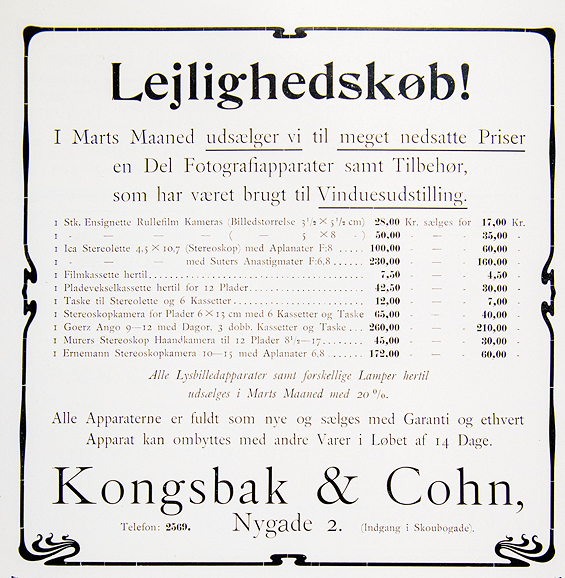 Lejlighedskøb!
I Marts Maaned udsælger vi til meget nedsatte Priser
en Del Fotografiapparater samt Tilbehør,
som har været brugt til Vinduesudstilling.
1 Stk. Ensignette Rullefilm Kameras (Billedstørrelse 3 1/2 × 5 1/2 cm) 28,00 Kr. sælges for 17,00 Kr.
1 - — — — ( — 5 × 8 - ) 50,00 - — - 35,00 -
1 Ica Stereolette 4,5 × 10,7 (Stereoskop) med Aplanater F:8 ...... 100,00 - — - 60,00 -
1 - — — med Suters Anastigmater F:6,8 ...... 230,00 - — - 160,00 -
1 Filmkassette hertil ...... 7,50 - — - 4,50 -
1 Pladevekselkassette hertil for 12 Plader ...... 42,50 - — - 30,00 -
1 Taske til Stereolette og 6 Kassetter ...... 12,00 - — - 7,00 -
1 Stereoskopkamera for Plader 6 × 13 cm med 6 Kassetter og Taske 65,00 - — - 40,00 -
1 Goerz Ango 9—12 med Dagor. 3 dobb. Kassetter og Taske ... 260,00 - — - 210,00 -
1 Murers Stereoskop Haandkamera til 12 Plader 8 1/2—17 ...... 45,00 - — - 30,00 -
1 Ernemann Stereoskopkamera 10—15 med Aplanater 6,8 ...... 172,00 - — - 60,00 -
Alle Lysbilledapparater samt forskellige Lamper hertil
udsælges i Marts Maaned med 20 %.
Alle Apparaterne er fuldt som nye og sælges med Garanti og ethvert
Apparat kan ombyttes med andre Varer i Løbet af 14 Dage.
Kongsbak & Cohn,
Telefon: 2569. Nygade 2. (Indgang i Skoubogade).